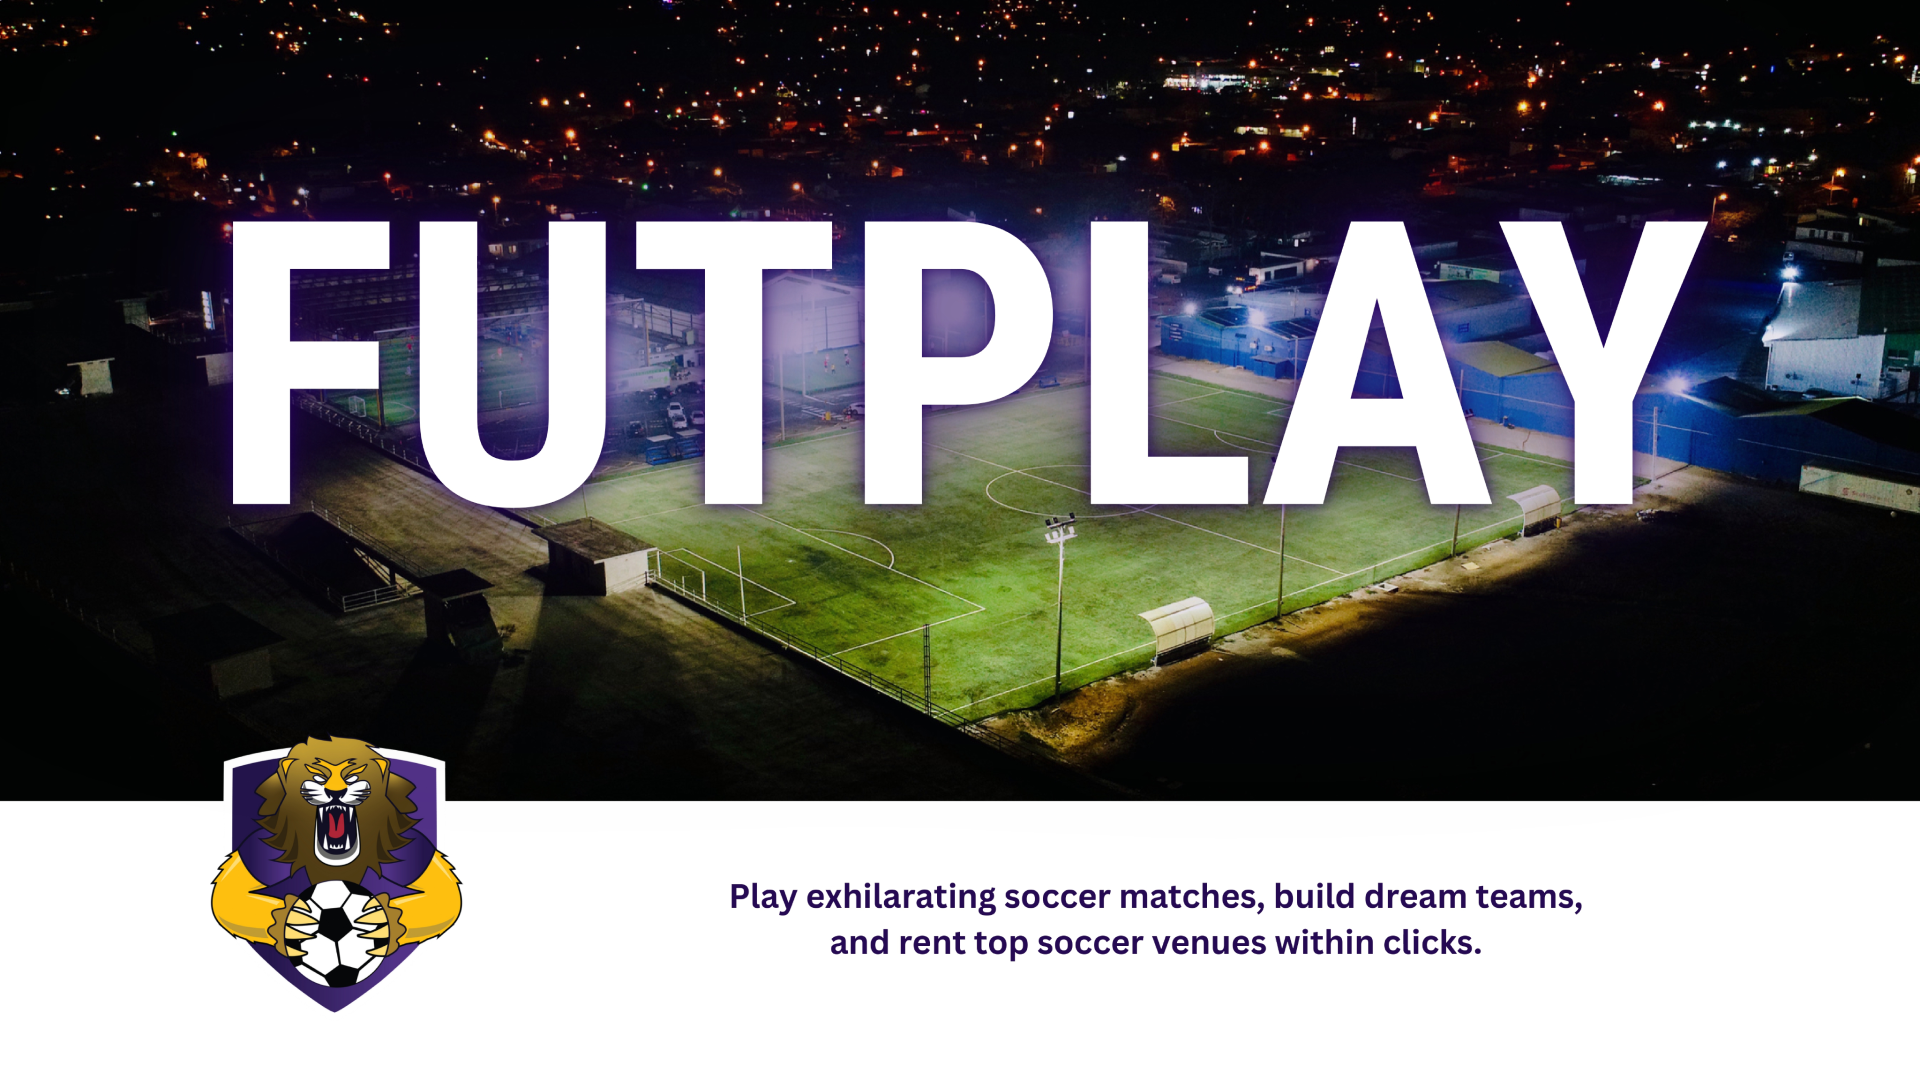 FUTPLAY
Play exhilarating soccer matches, build dream teams,
and rent top soccer venues within clicks.